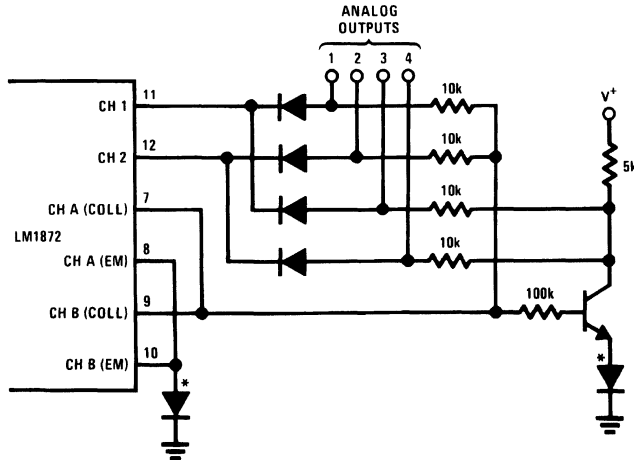 ANALOG
OUTPUTS
1 2 3 4
CH 1 11
10k
V+
CH 2 12
10k
5k
CH A (COLL) 7
10k
LM1872
CH A (EM) 8
10k
CH B (COLL) 9
100k
CH B (EM) 10
*
*